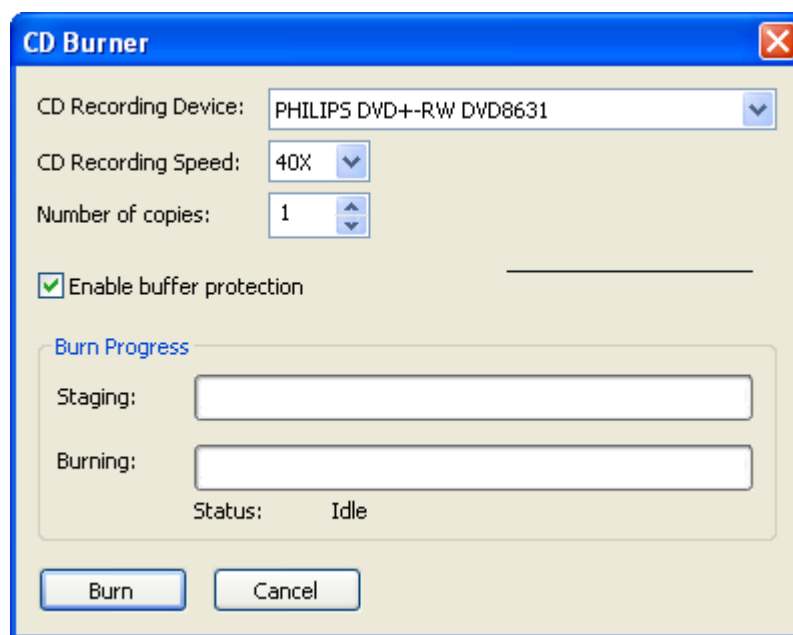 CD Burner
CD Recording Device: PHILIPS DVD+-RW DVD8631
CD Recording Speed: 40X
Number of copies: 1
Enable buffer protection
Burn Progress
Staging:
Burning:
Status: Idle
Burn Cancel